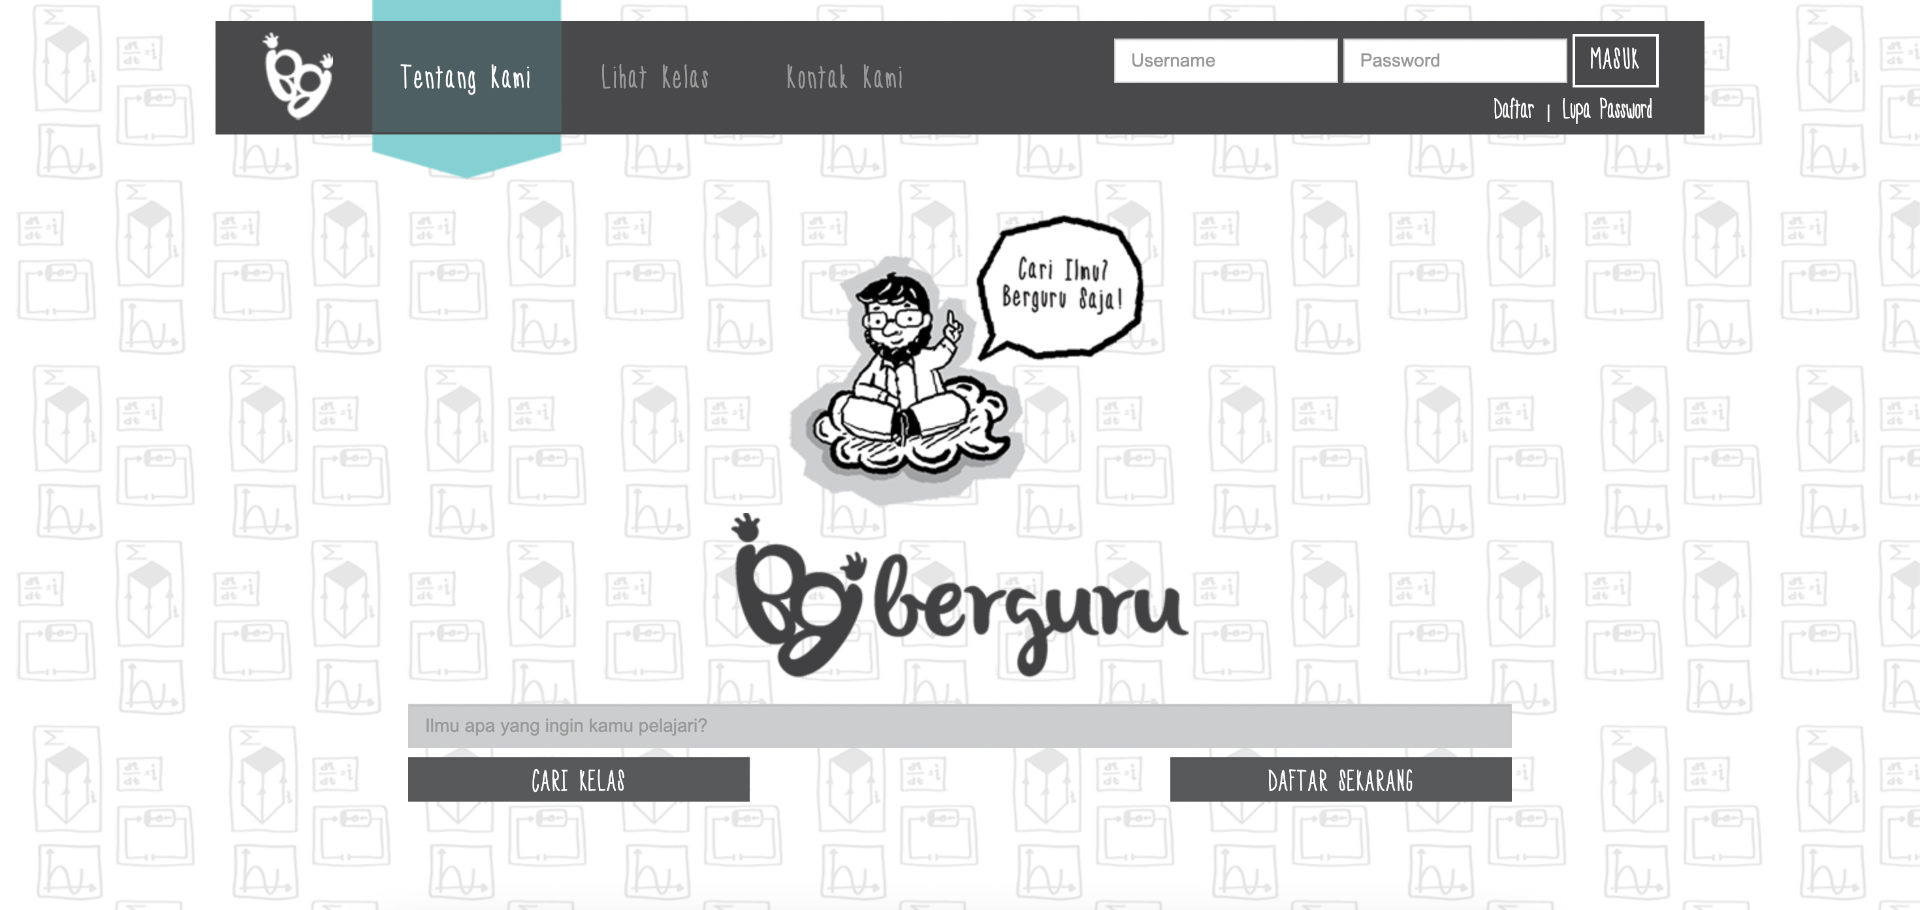 Tentang Kami
Lihat Kelas
Kontak Kami
Username
Password
MASUK
Daftar | Lupa Password
Cari Ilmu?
Berguru Saja!
berguru
Ilmu apa yang ingin kamu pelajari?
CARI KELAS
DAFTAR SEKARANG